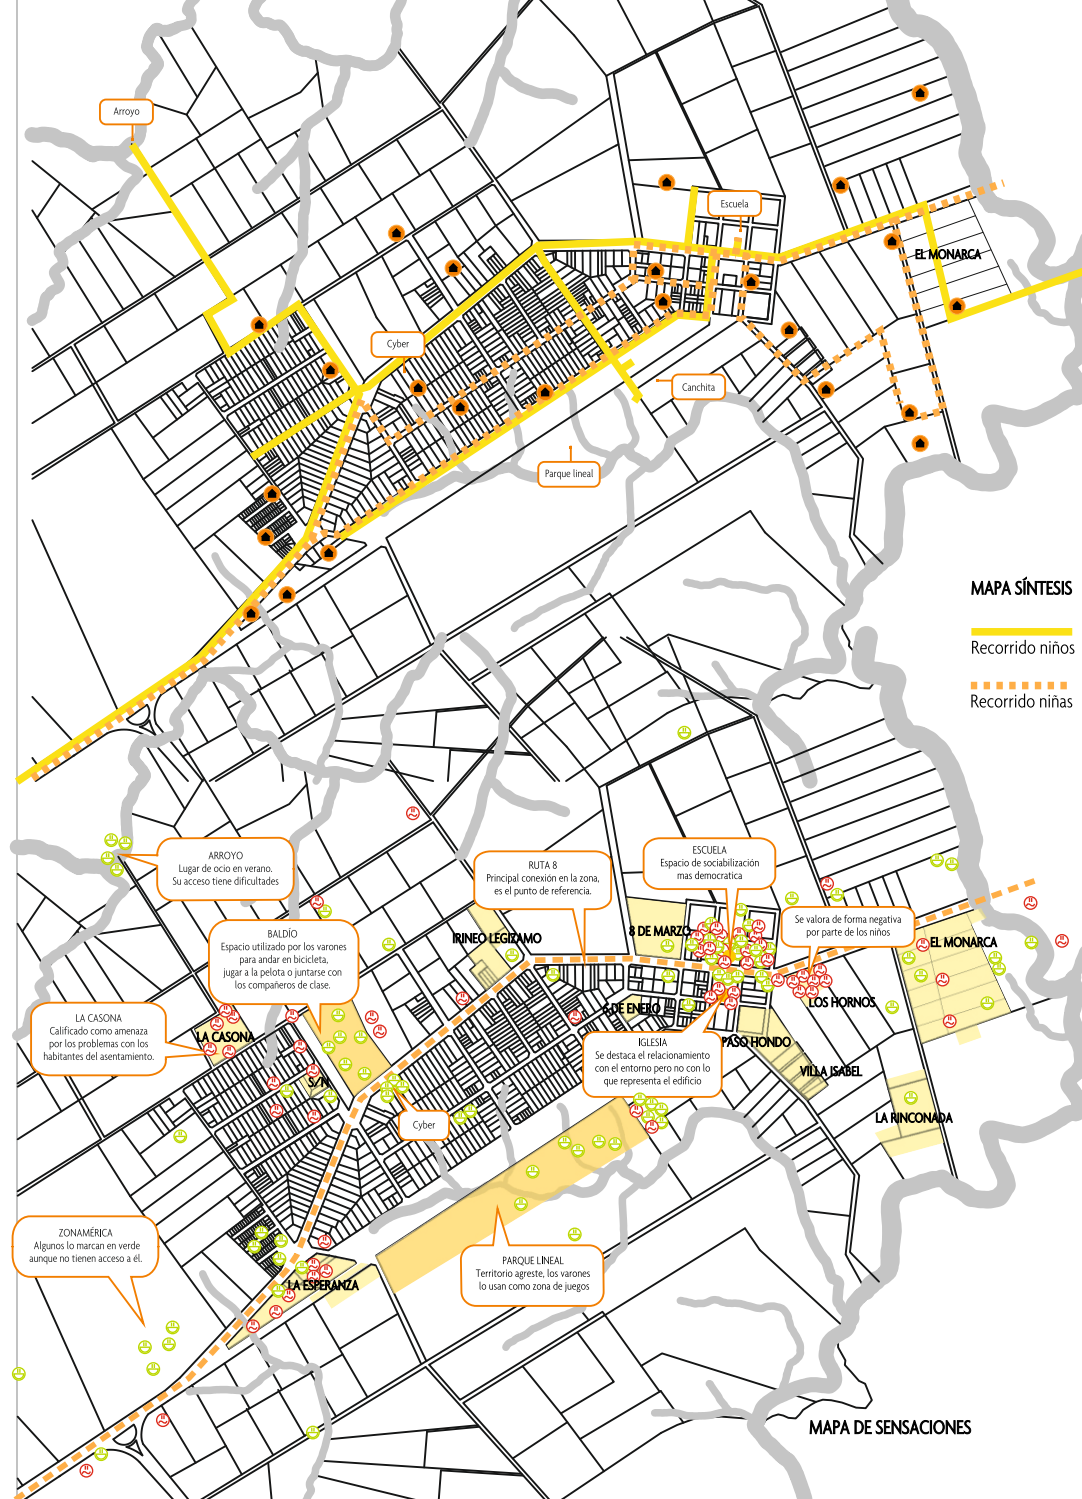 Arroyo
Escuela
EL MONARCA
Cyber
Canchita
Parque lineal
MAPA SÍNTESIS
Recorrido niños
Recorrido niñas
ARROYO
Lugar de ocio en verano.
Su acceso tiene dificultades
RUTA 8
Principal conexión en la zona,
es el punto de referencia.
ESCUELA
Espacio de sociabilización
mas democratica
BALDÍO
Espacio utilizado por los varones
para andar en bicicleta,
jugar a la pelota o juntarse con
los compañeros de clase.
IRINEO LEGIZAMO
8 DE MARZO
Se valora de forma negativa
por parte de los niños
EL MONARCA
LA CASONA
Calificado como amenaza
por los problemas con los
habitantes del asentamiento.
LA CASONA
6 DE ENERO
LOS HORNOS
IGLESIA
Se destaca el relacionamiento
con el entorno pero no con lo
que representa el edificio
PASO HONDO
VILLA ISABEL
S/N
Cyber
LA RINCONADA
ZONAMÉRICA
Algunos lo marcan en verde
aunque no tienen acceso a él.
PARQUE LINEAL
Territorio agreste, los varones
lo usan como zona de juegos
LA ESPERANZA
MAPA DE SENSACIONES